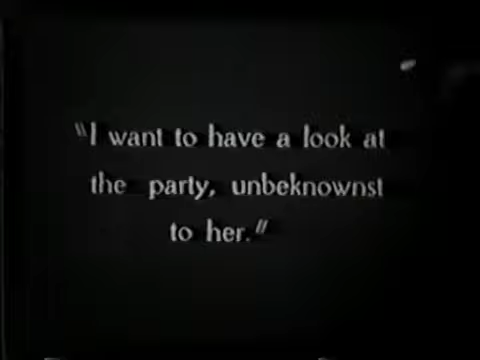 "I want to have a look at
the party, unbeknownst
to her."